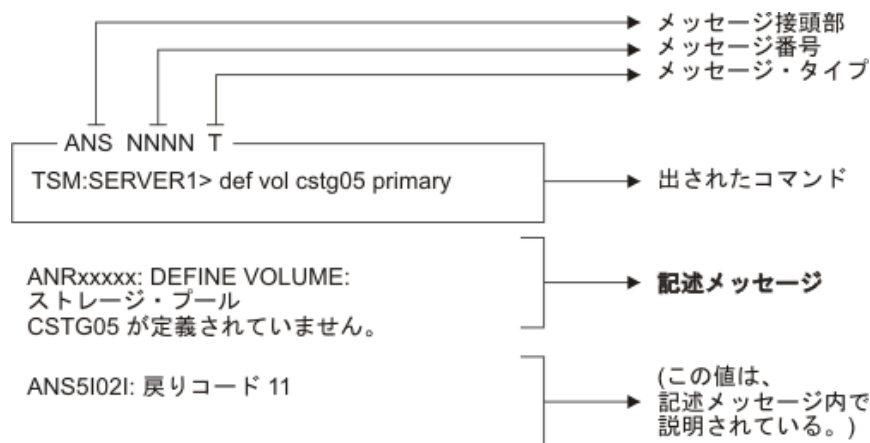 メッセージ接頭部
メッセージ番号
メッセージ・タイプ
ANS NNNN T
TSM:SERVER1> def vol cstg05 primary
出されたコマンド
ANRxxxxx: DEFINE VOLUME:
ストレージ・プール
CSTG05 が定義されていません。
記述メッセージ
ANS5I02I: 戻りコード 11
(この値は、
記述メッセージ内で
説明されている。)